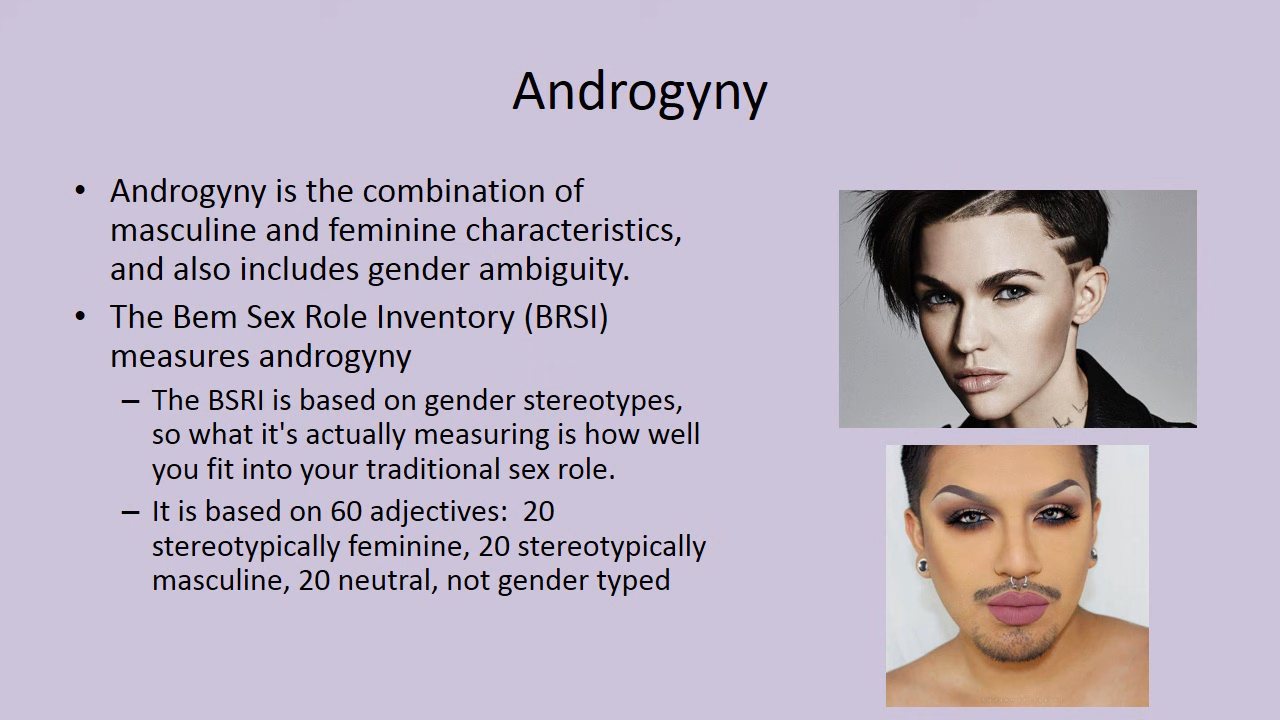 Androgyny
• Androgyny is the combination of
masculine and feminine characteristics,
and also includes gender ambiguity.
• The Bem Sex Role Inventory (BRSI)
measures androgyny
– The BSRI is based on gender stereotypes,
so what it's actually measuring is how well
you fit into your traditional sex role.
– It is based on 60 adjectives:  20
stereotypically feminine, 20 stereotypically
masculine, 20 neutral, not gender typed